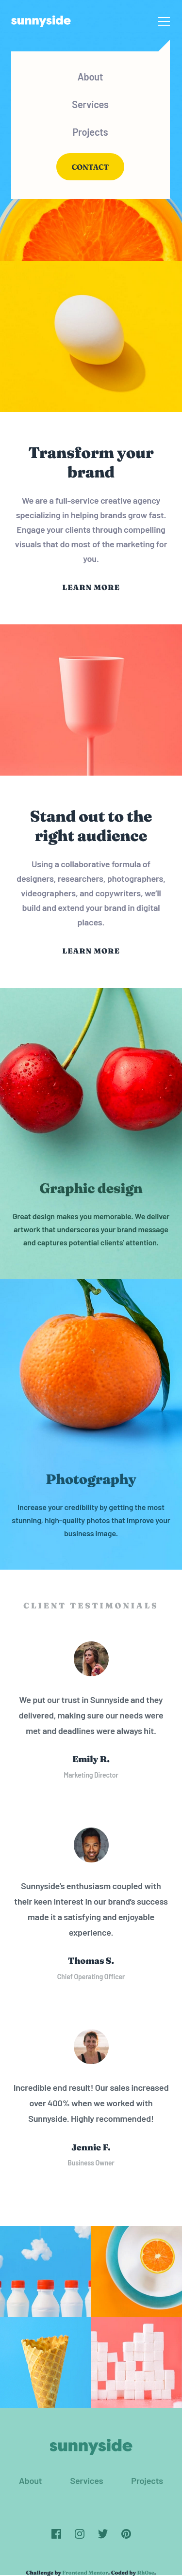 sunnyside
About
Services
Projects
CONTACT
Transform your
brand
We are a full-service creative agency
specializing in helping brands grow fast.
Engage your clients through compelling
visuals that do most of the marketing for
you.
LEARN MORE
Stand out to the
right audience
Using a collaborative formula of
designers, researchers, photographers,
videographers, and copywriters, we'll
build and extend your brand in digital
places.
LEARN MORE
Graphic design
Great design makes you memorable. We deliver
artwork that underscores your brand message
and captures potential clients' attention.
Photography
Increase your credibility by getting the most
stunning, high-quality photos that improve your
business image.
CLIENT TESTIMONIALS
We put our trust in Sunnyside and they
delivered, making sure our needs were
met and deadlines were always hit.
Emily R.
Marketing Director
Sunnyside's enthusiasm coupled with
their keen interest in our brand's success
made it a satisfying and enjoyable
experience.
Thomas S.
Chief Operating Officer
Incredible end result! Our sales increased
over 400% when we worked with
Sunnyside. Highly recommended!
Jennie F.
Business Owner
sunnyside
About Services Projects
Challenge by Frontend Mentor. Coded by